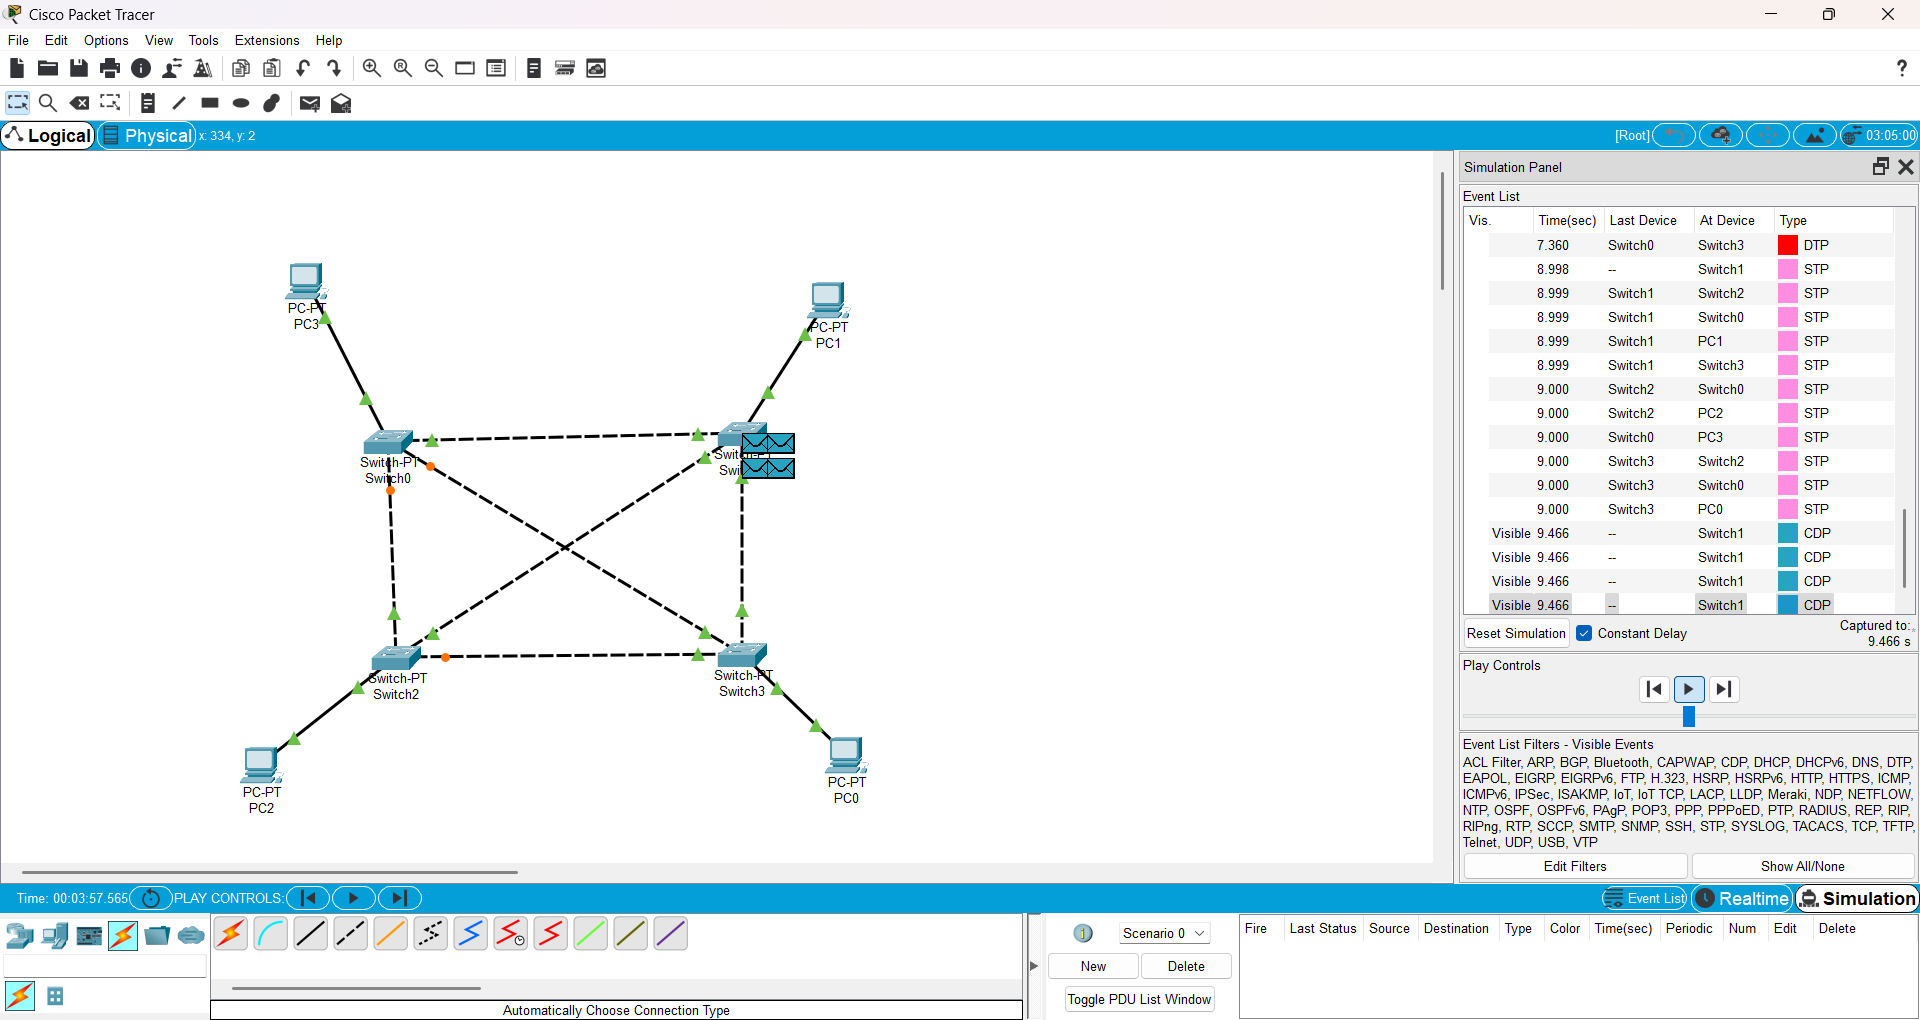 Cisco Packet Tracer
File Edit Options View Tools Extensions Help
?
Logical Physical x: 334, y: 2 [Root] 03:05:00
Simulation Panel
Event List
Vis. Time(sec) Last Device At Device Type
7.360 Switch0 Switch3 DTP
8.998 -- Switch1 STP
8.999 Switch1 Switch2 STP
8.999 Switch1 Switch0 STP
8.999 Switch1 PC1 STP
8.999 Switch1 Switch3 STP
9.000 Switch2 Switch0 STP
9.000 Switch2 PC2 STP
9.000 Switch0 PC3 STP
9.000 Switch3 Switch2 STP
9.000 Switch3 Switch0 STP
9.000 Switch3 PC0 STP
Visible 9.466 -- Switch1 CDP
Visible 9.466 -- Switch1 CDP
Visible 9.466 -- Switch1 CDP
Visible 9.466 -- Switch1 CDP
Reset Simulation Constant Delay Captured to:
9.466 s
Play Controls
Event List Filters - Visible Events
ACL Filter, ARP, BGP, Bluetooth, CAPWAP, CDP, DHCP, DHCPv6, DNS, DTP,
EAPOL, EIGRP, EIGRPv6, FTP, H.323, HSRP, HSRPv6, HTTP, HTTPS, ICMP,
ICMPv6, IPSec, ISAKMP, IoT, IoT TCP, LACP, LLDP, Meraki, NDP, NETFLOW,
NTP, OSPF, OSPFv6, PAgP, POP3, PPP, PPPoED, PTP, RADIUS, REP, RIP,
RIPng, RTP, SCCP, SMTP, SNMP, SSH, STP, SYSLOG, TACACS, TCP, TFTP,
Telnet, UDP, USB, VTP
Edit Filters Show All/None
PC-PT
PC3
PC-PT
PC1
Switch-PT
Switch0
Switch-PT
Switch2
Switch-PT
Switch3
PC-PT
PC2
PC-PT
PC0
Time: 00:03:57.565 PLAY CONTROLS: Event List Realtime Simulation
Scenario 0
New Delete
Toggle PDU List Window
Fire Last Status Source Destination Type Color Time(sec) Periodic Num Edit Delete
Automatically Choose Connection Type